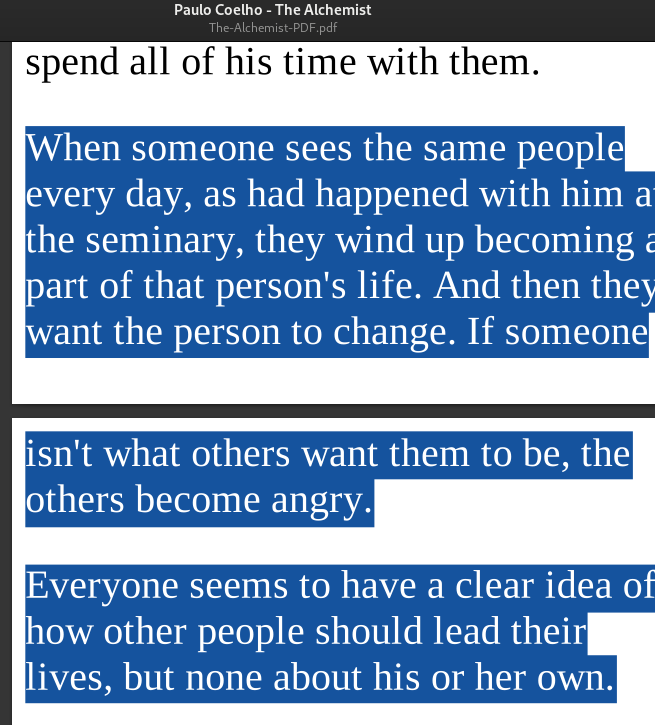 Paulo Coelho - The Alchemist
The-Alchemist-PDF.pdf
spend all of his time with them.
When someone sees the same people
every day, as had happened with him at
the seminary, they wind up becoming a
part of that person's life. And then they
want the person to change. If someone
isn't what others want them to be, the
others become angry.
Everyone seems to have a clear idea of
how other people should lead their
lives, but none about his or her own.